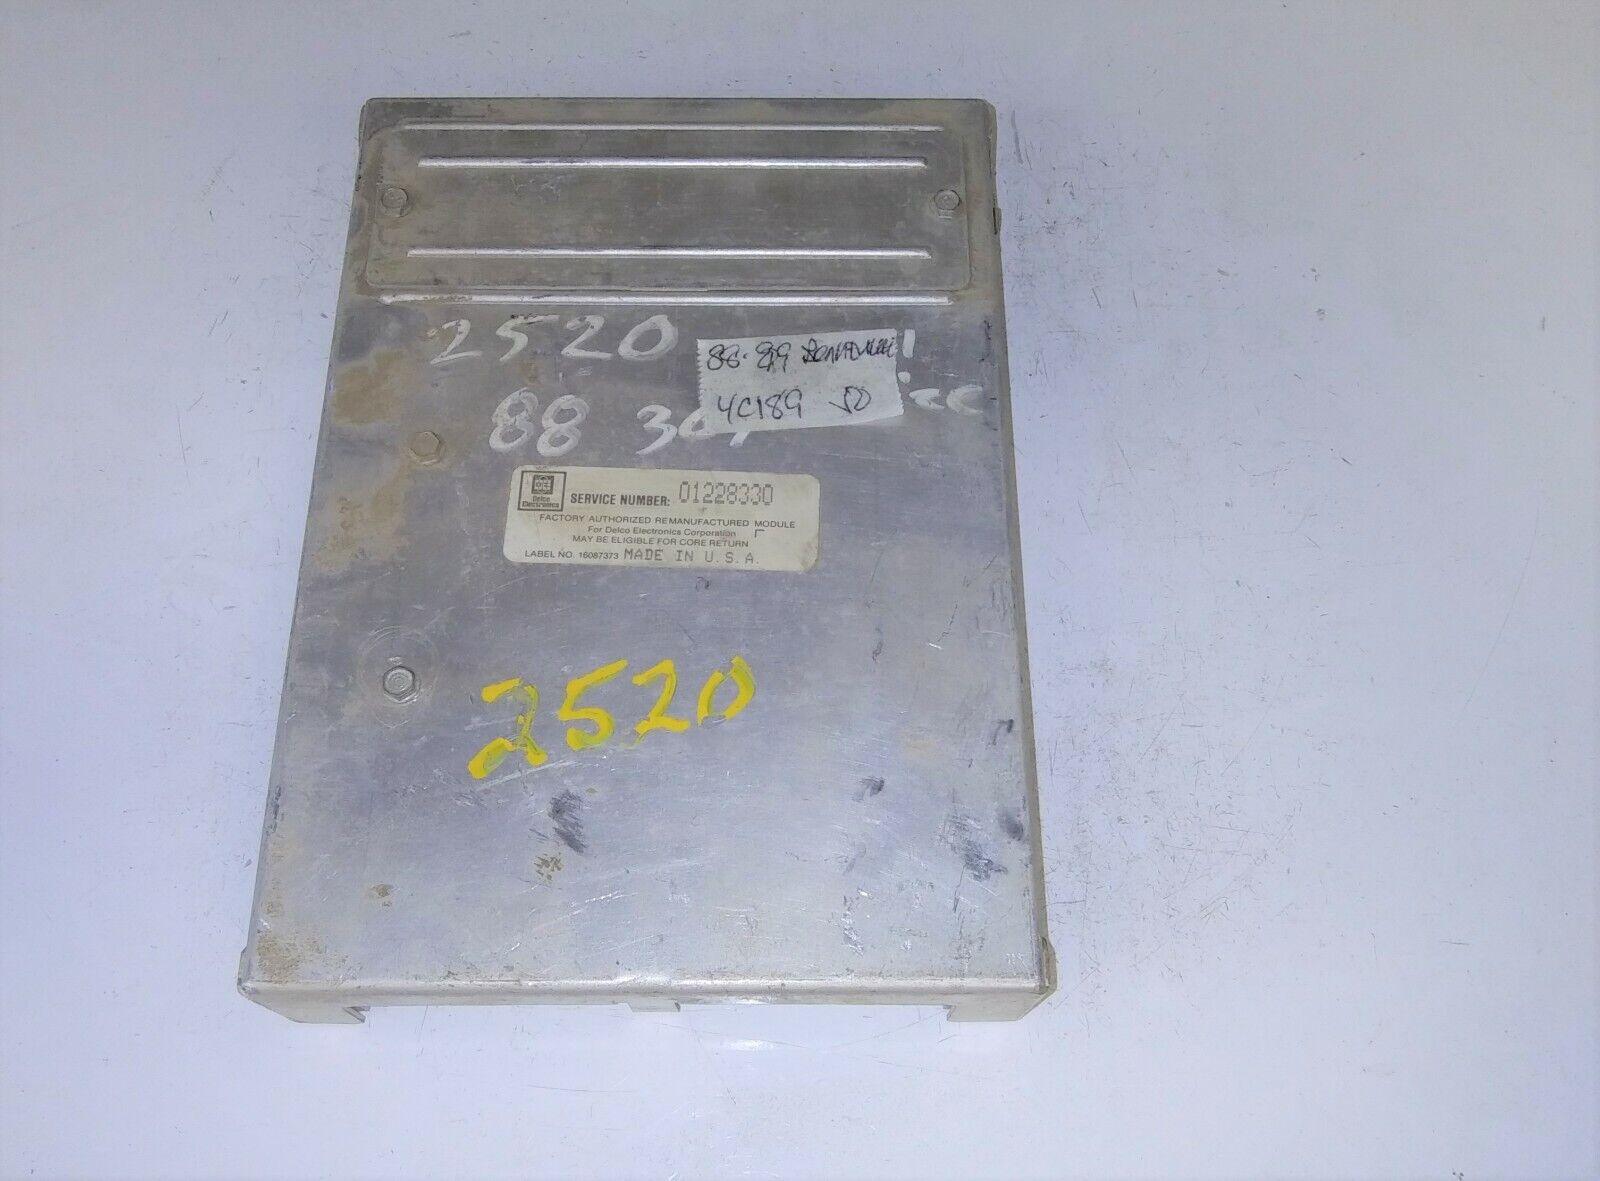 2520
88-89
4C189 50
88
Delco
Electronics
SERVICE NUMBER: 01228330
FACTORY AUTHORIZED REMANUFACTURED MODULE
For Delco Electronics Corporation
MAY BE ELIGIBLE FOR CORE RETURN
LABEL NO. 16087373 MADE IN U.S.A.
2520